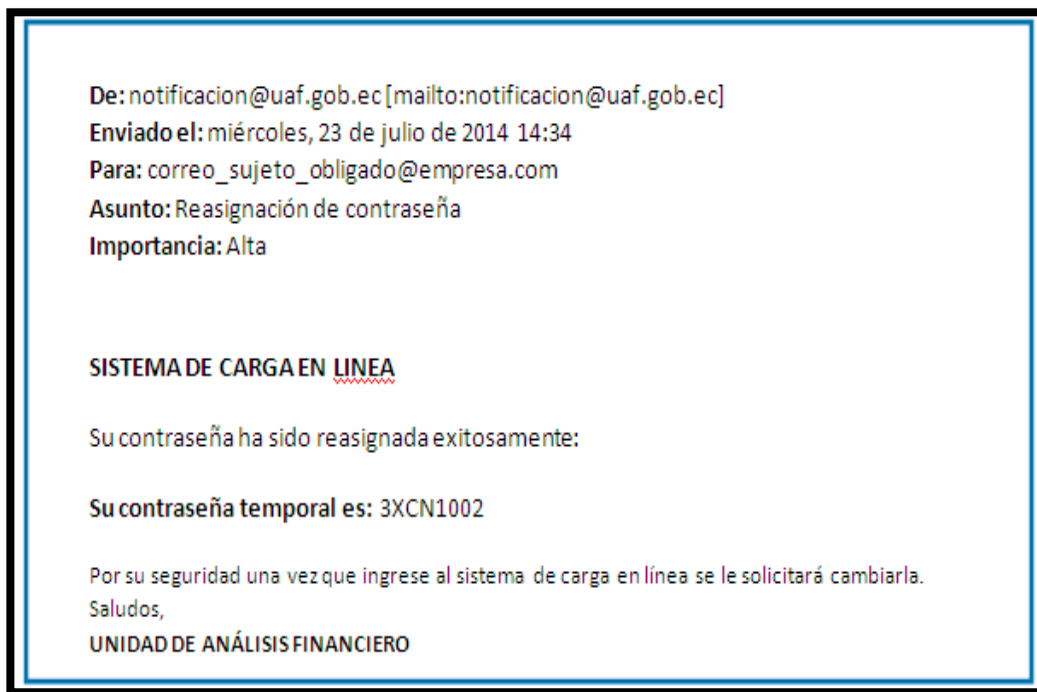 De: notificacion@uaf.gob.ec [mailto:notificacion@uaf.gob.ec]
Enviado el: miércoles, 23 de julio de 2014 14:34
Para: correo_sujeto_obligado@empresa.com
Asunto: Reasignación de contraseña
Importancia: Alta
SISTEMA DE CARGA EN LINEA
Su contraseña ha sido reasignada exitosamente:
Su contraseña temporal es: 3XCN1002
Por su seguridad una vez que ingrese al sistema de carga en línea se le solicitará cambiarla.
Saludos,
UNIDAD DE ANÁLISIS FINANCIERO